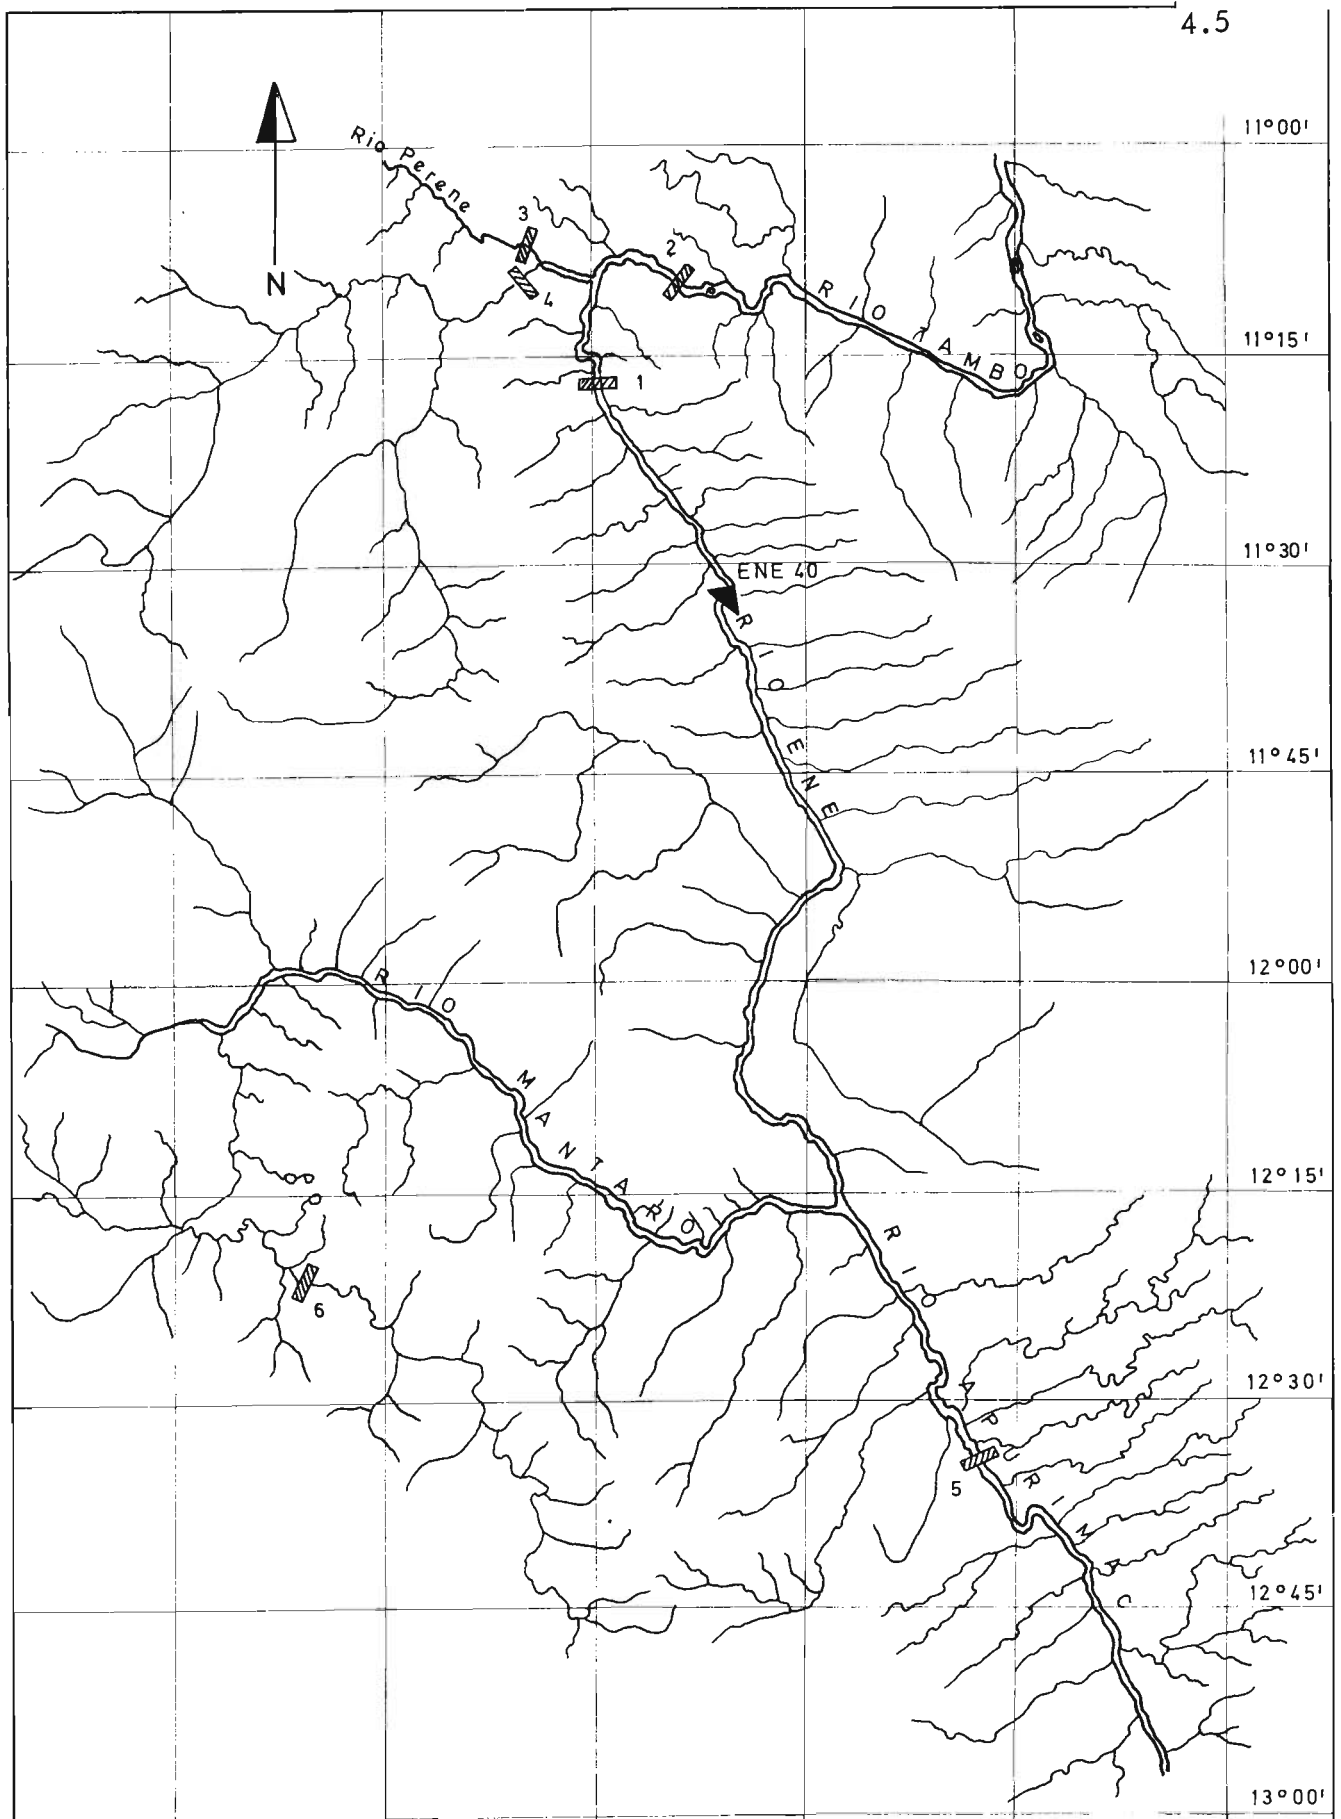 4.5
11°00'
Rio Perene
3
2
N
4
RIO TAMBO
11°15'
1
11°30'
ENE 40
RIO ENE
11°45'
12°00'
RIO MANTARO
12°15'
6
RIO APURIMAC
12°30'
5
12°45'
13°00'